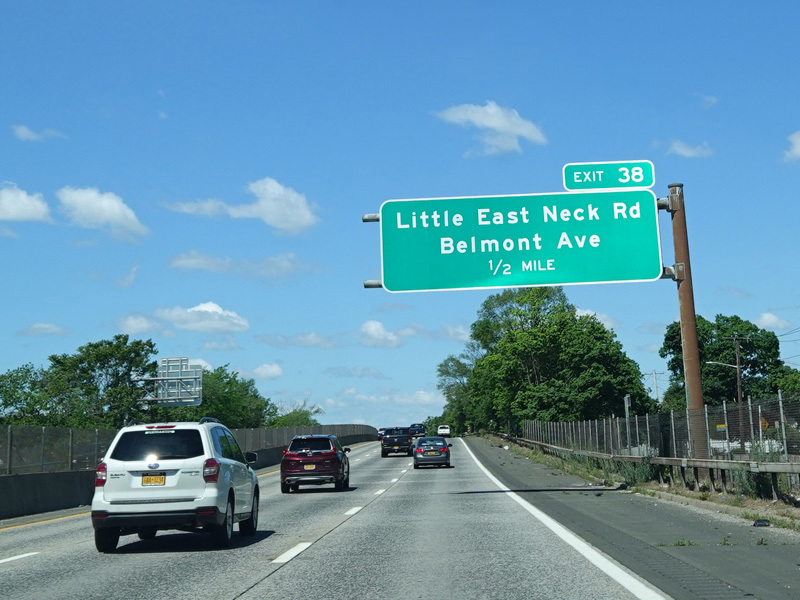 EXIT 38
Little East Neck Rd
Belmont Ave
1/2 MILE